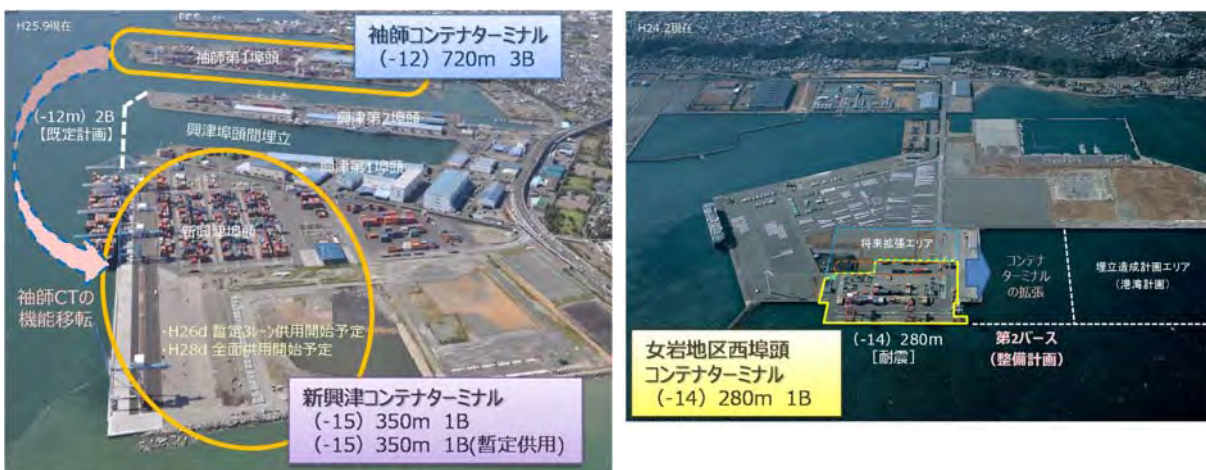 H25.9現在
袖師コンテナターミナル
(-12) 720m 3B
袖師第1埠頭
(-12m) 2B
【既定計画】
興津第2埠頭
興津埠頭間埋立
興津第1埠頭
新興津埠頭
袖師CTの
機能移転
・H26d 暫定3レーン供用開始予定
・H28d 全面供用開始予定
新興津コンテナターミナル
(-15) 350m 1B
(-15) 350m 1B(暫定供用)
H24.2現在
将来拡張エリア
コンテナ
ターミナル
の拡張
埋立造成計画エリア
(港湾計画)
(-14) 280m
[耐震]
第2バース
(整備計画)
女岩地区西埠頭
コンテナターミナル
(-14) 280m 1B